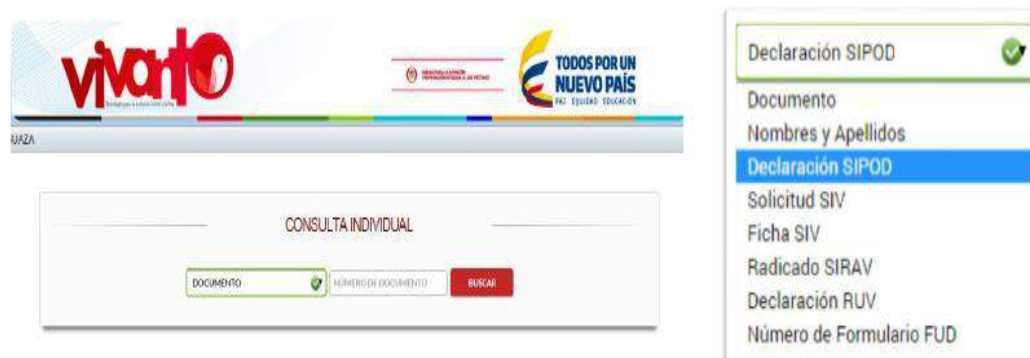 vivanto
TODOS POR UN
NUEVO PAÍS
PAZ EQUIDAD EDUCACIÓN
UAZA
CONSULTA INDIVIDUAL
DOCUMENTO
NÚMERO DE DOCUMENTO
BUSCAR
Declaración SIPOD
Documento
Nombres y Apellidos
Declaración SIPOD
Solicitud SIV
Ficha SIV
Radicado SIRAV
Declaración RUV
Número de Formulario FUD